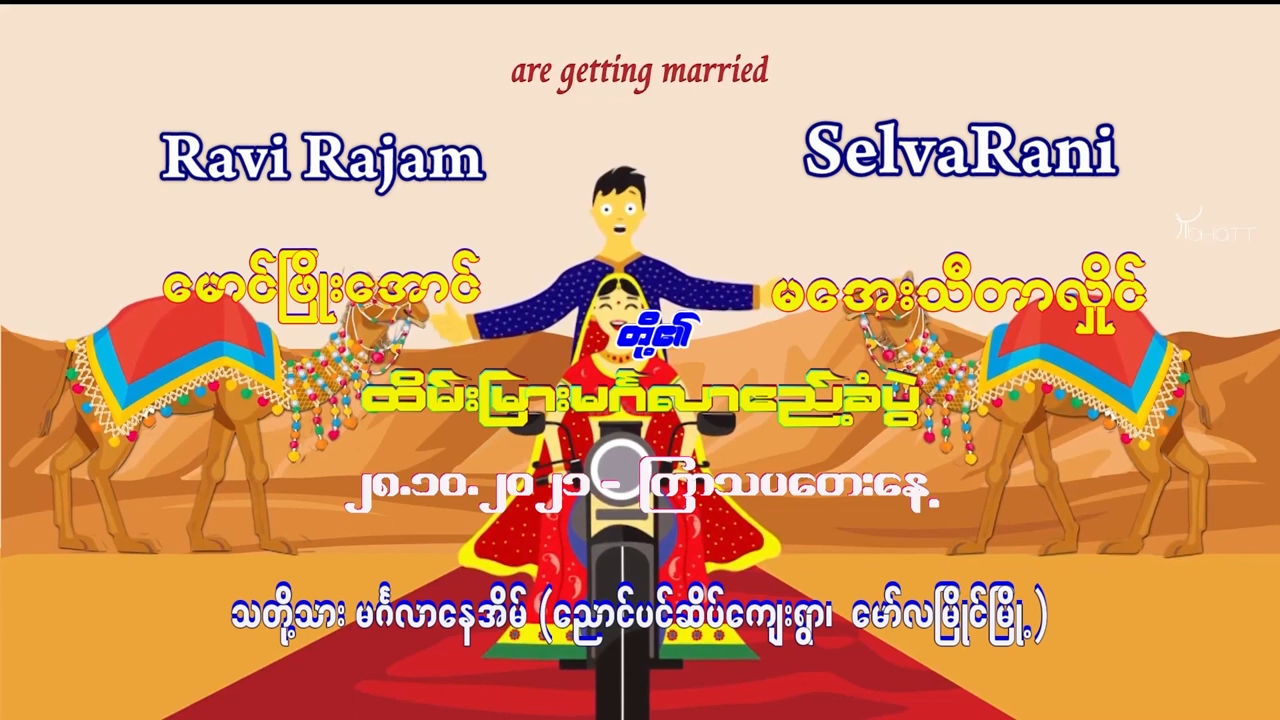 are getting married
Ravi Rajam
SelvaRani
မောင်ဖြိုးအောင်
မအေးသီတာလှိုင်
တို့၏
ထိမ်းမြားမင်္ဂလာဧည့်ခံပွဲ
၂၈.၁၀.၂၀၂၁ - ကြာသပတေးနေ့
သတို့သား မင်္ဂလာနေအိမ် (ညောင်ပင်ဆိပ်ကျေးရွာ၊ မော်လမြိုင်မြို့)